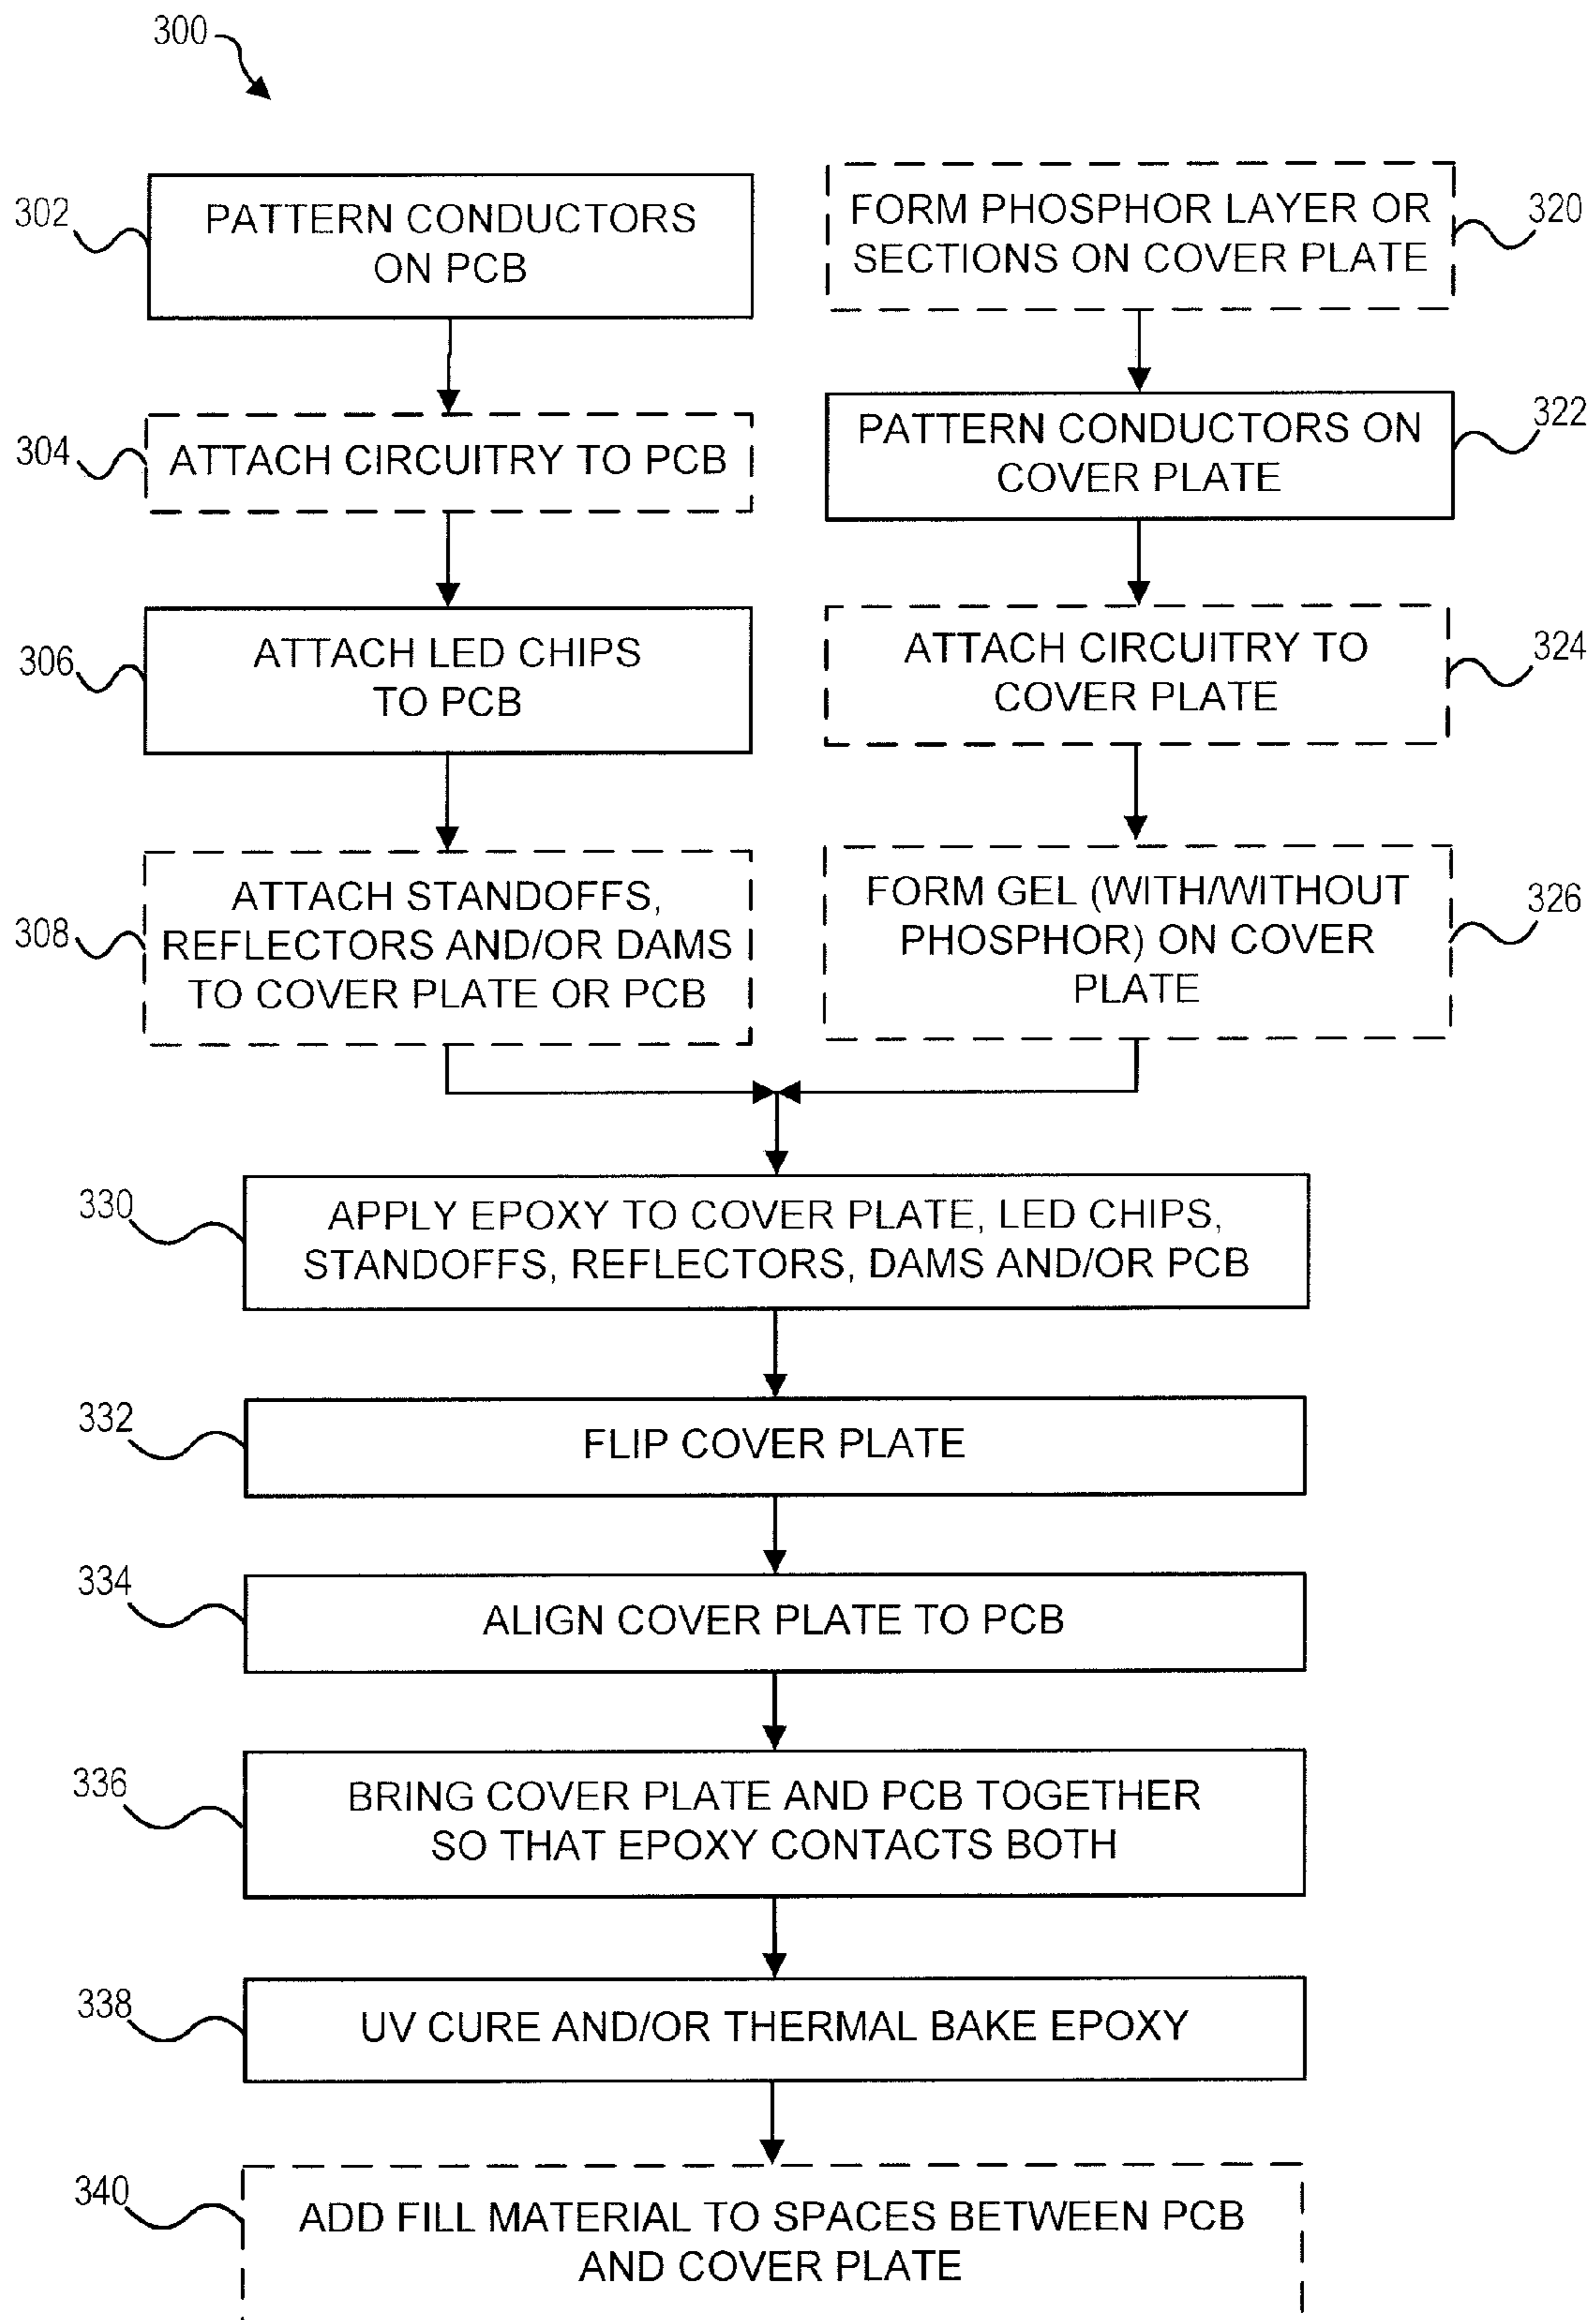 300
302
PATTERN CONDUCTORS
ON PCB
304
ATTACH CIRCUITRY TO PCB
306
ATTACH LED CHIPS
TO PCB
308
ATTACH STANDOFFS,
REFLECTORS AND/OR DAMS
TO COVER PLATE OR PCB
FORM PHOSPHOR LAYER OR
SECTIONS ON COVER PLATE
320
PATTERN CONDUCTORS ON
COVER PLATE
322
ATTACH CIRCUITRY TO
COVER PLATE
324
FORM GEL (WITH/WITHOUT
PHOSPHOR) ON COVER
PLATE
326
330
APPLY EPOXY TO COVER PLATE, LED CHIPS,
STANDOFFS, REFLECTORS, DAMS AND/OR PCB
332
FLIP COVER PLATE
334
ALIGN COVER PLATE TO PCB
336
BRING COVER PLATE AND PCB TOGETHER
SO THAT EPOXY CONTACTS BOTH
338
UV CURE AND/OR THERMAL BAKE EPOXY
340
ADD FILL MATERIAL TO SPACES BETWEEN PCB
AND COVER PLATE